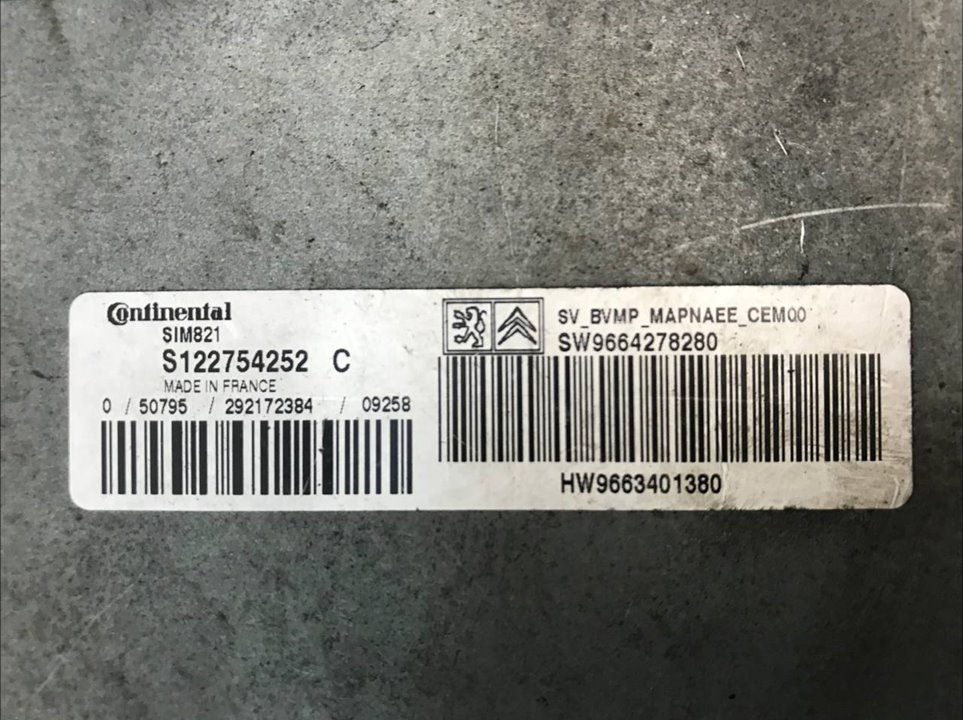 Continental
SIM821
S122754252 C
MADE IN FRANCE
0 / 50795 / 292172384 / 09258
SV_BVMP_MAPNAEE_CEM00
SW9664278280
HW9663401380